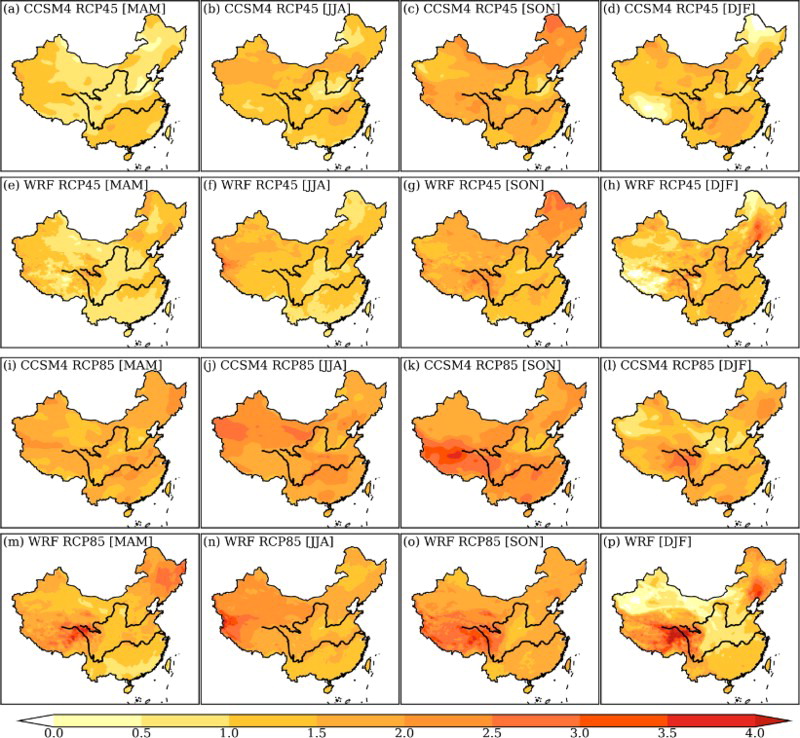 (a) CCSM4 RCP45 [MAM]
(b) CCSM4 RCP45 [JJA]
(c) CCSM4 RCP45 [SON]
(d) CCSM4 RCP45 [DJF]
(e) WRF RCP45 [MAM]
(f) WRF RCP45 [JJA]
(g) WRF RCP45 [SON]
(h) WRF RCP45 [DJF]
(i) CCSM4 RCP85 [MAM]
(j) CCSM4 RCP85 [JJA]
(k) CCSM4 RCP85 [SON]
(l) CCSM4 RCP85 [DJF]
(m) WRF RCP85 [MAM]
(n) WRF RCP85 [JJA]
(o) WRF RCP85 [SON]
(p) WRF [DJF]
0.0 0.5 1.0 1.5 2.0 2.5 3.0 3.5 4.0